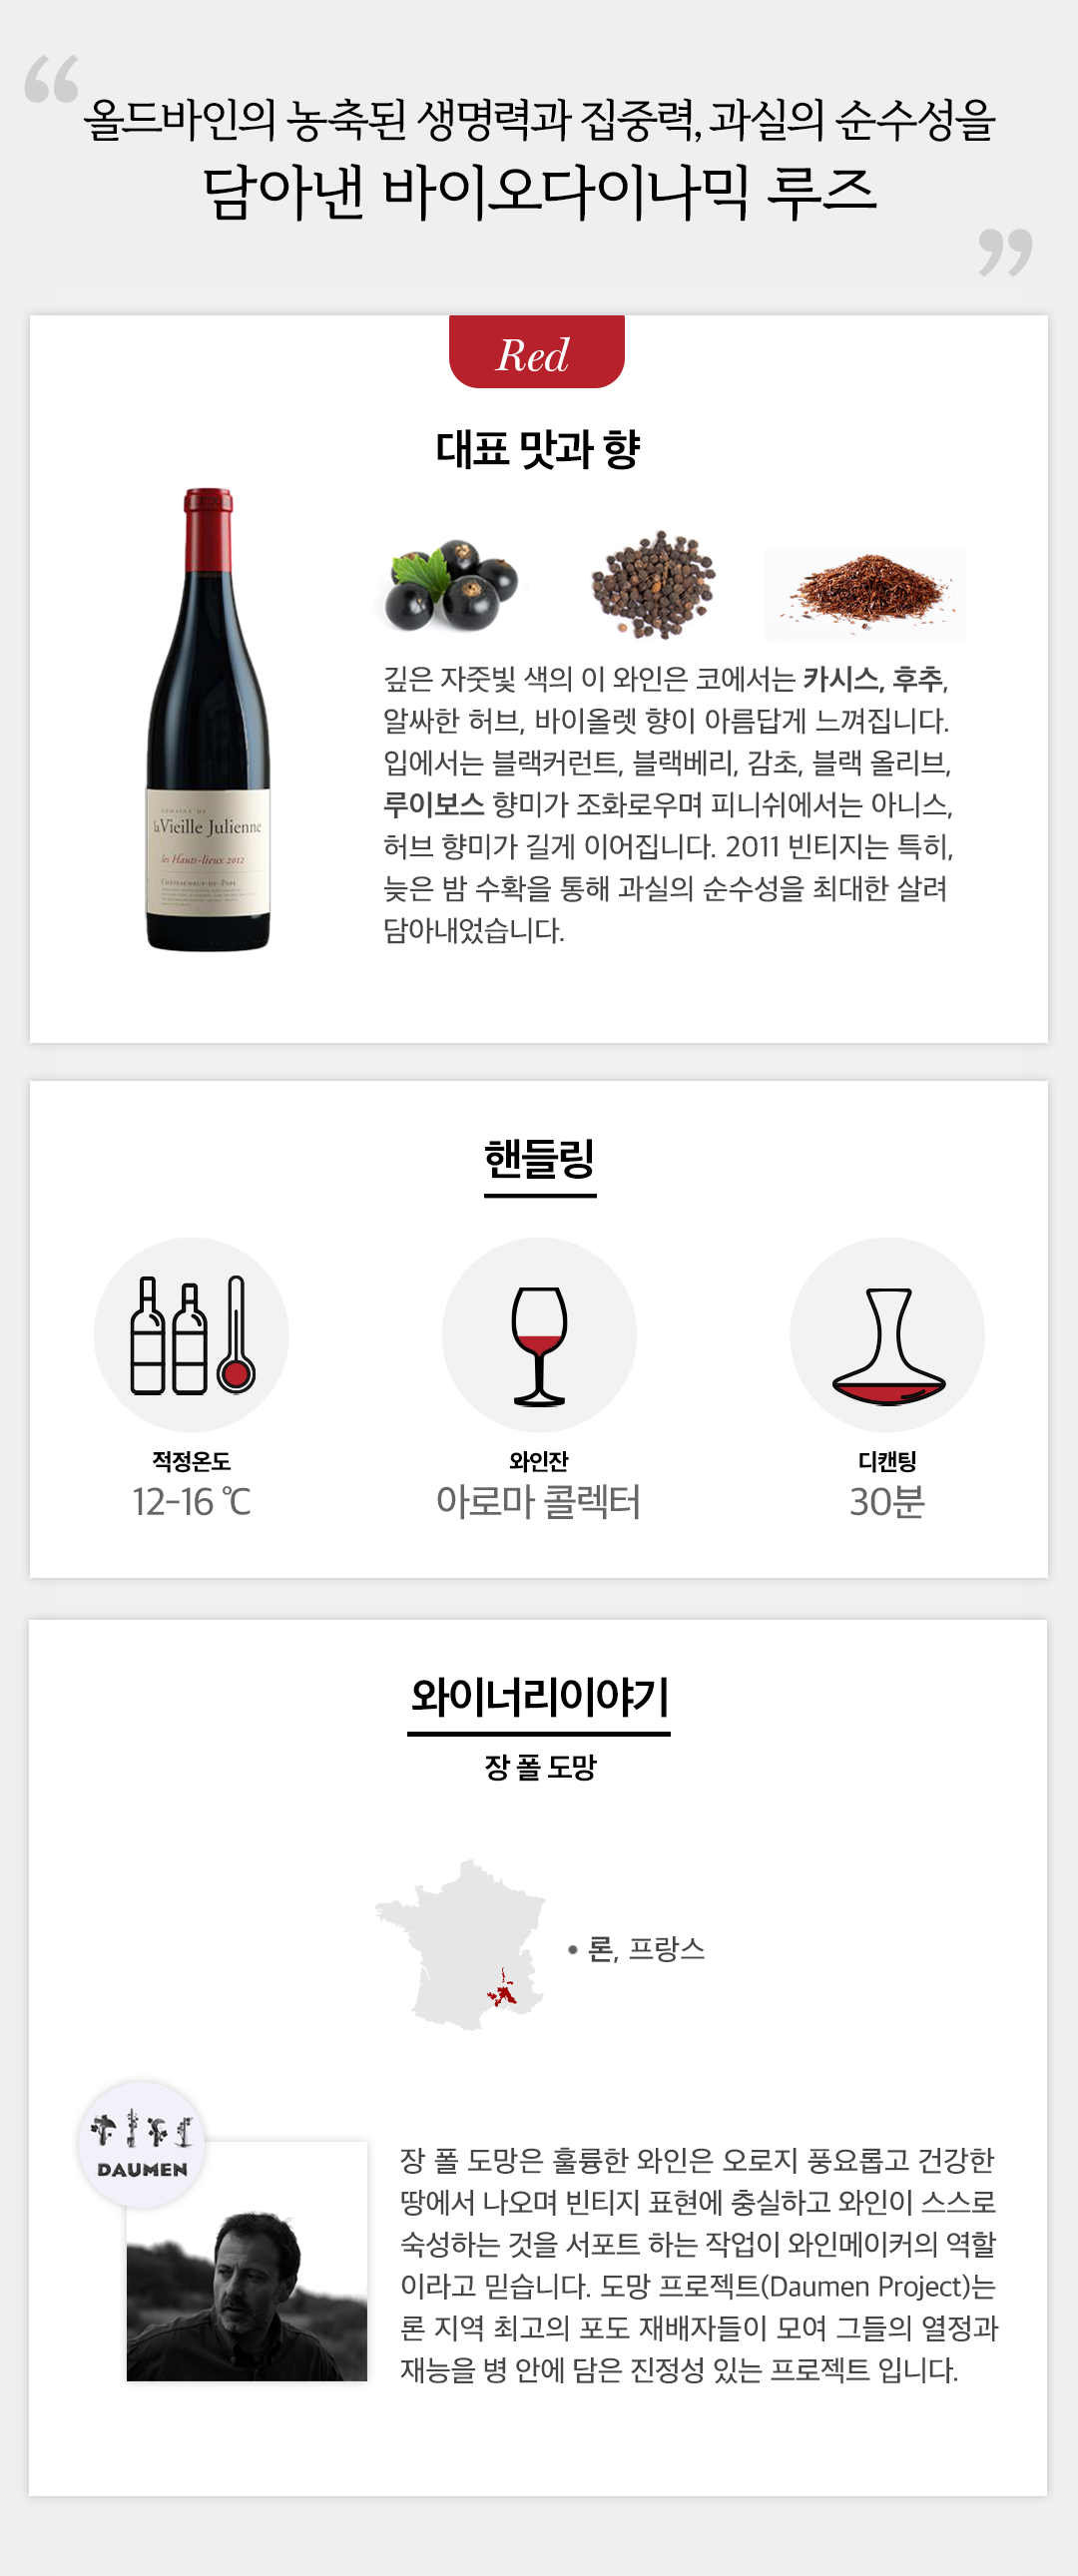 “
올드바인의 농축된 생명력과 집중력, 과실의 순수성을
담아낸 바이오다이나믹 루즈
”
Red
대표 맛과 향
DOMAINE DE
la Vieille Julienne
les Hauts-lieux 2012
CHÂTEAUNEUF-DU-PAPE
깊은 자줏빛 색의 이 와인은 코에서는 카시스, 후추,
알싸한 허브, 바이올렛 향이 아름답게 느껴집니다.
입에서는 블랙커런트, 블랙베리, 감초, 블랙 올리브,
루이보스 향미가 조화로우며 피니쉬에서는 아니스,
허브 향미가 길게 이어집니다. 2011 빈티지는 특히,
늦은 밤 수확을 통해 과실의 순수성을 최대한 살려
담아내었습니다.
핸들링
적정온도
12-16 ℃
와인잔
아로마 콜렉터
디캔팅
30분
와이너리이야기
장 폴 도망
• 론, 프랑스
DAUMEN
장 폴 도망은 훌륭한 와인은 오로지 풍요롭고 건강한
땅에서 나오며 빈티지 표현에 충실하고 와인이 스스로
숙성하는 것을 서포트 하는 작업이 와인메이커의 역할
이라고 믿습니다. 도망 프로젝트(Daumen Project)는
론 지역 최고의 포도 재배자들이 모여 그들의 열정과
재능을 병 안에 담은 진정성 있는 프로젝트 입니다.